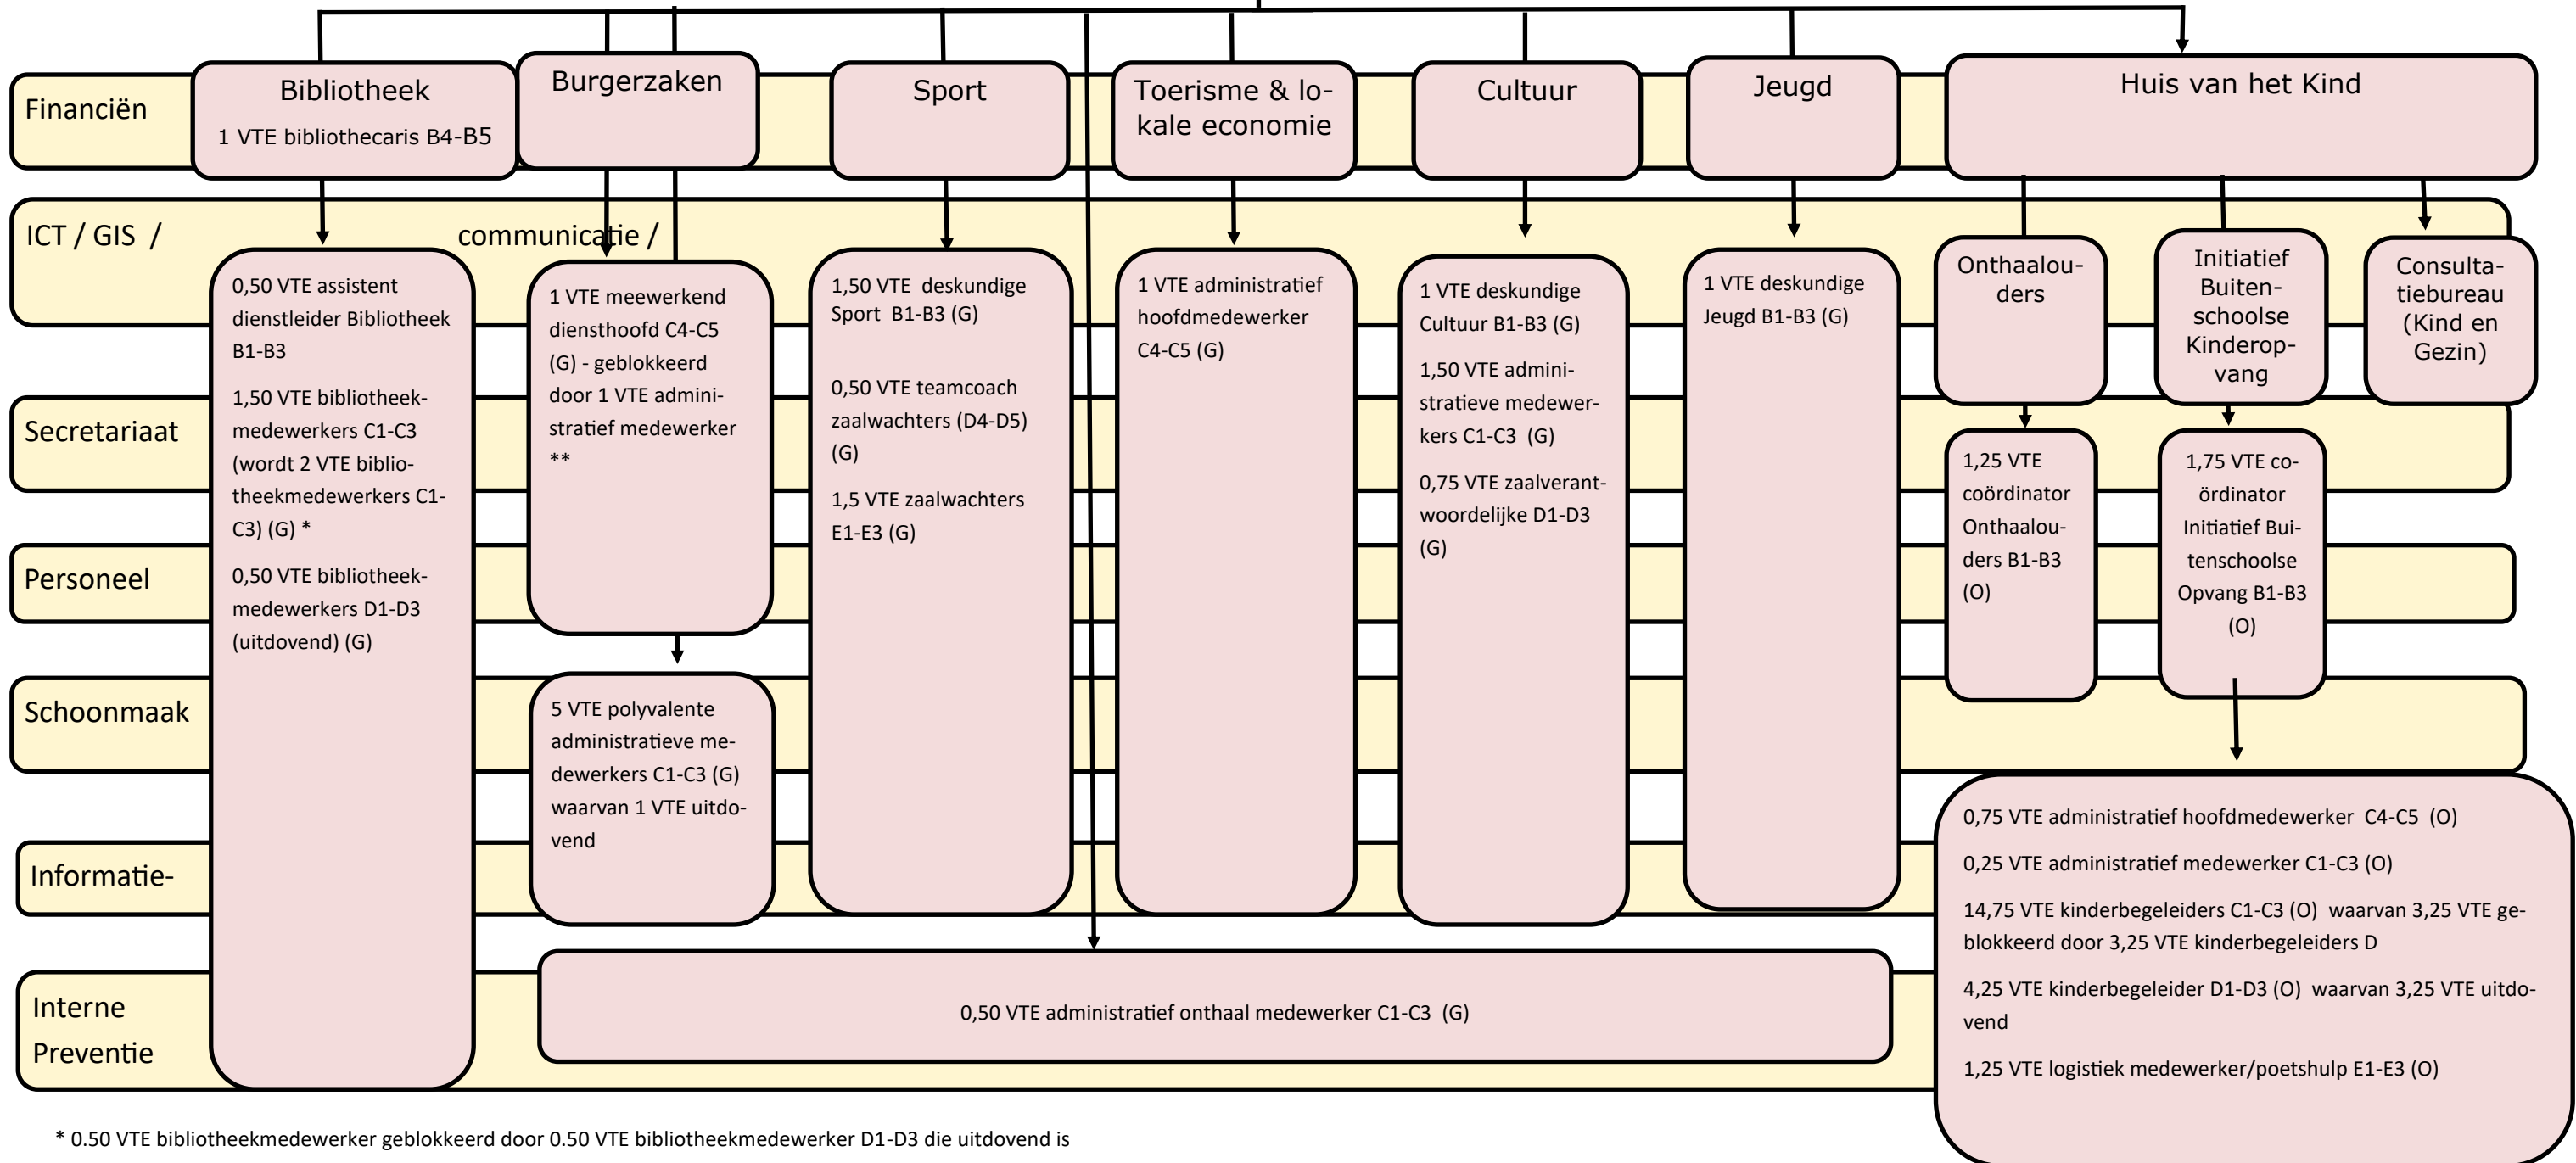 Financiën
Bibliotheek
1 VTE bibliothecaris B4-B5
Burgerzaken
Sport
Toerisme & lo-
kale economie
Cultuur
Jeugd
Huis van het Kind
ICT / GIS /
communicatie /
0,50 VTE assistent
dienstleider Bibliotheek
B1-B3
1,50 VTE bibliotheek-
medewerkers C1-C3
(wordt 2 VTE biblio-
theekmedewerkers C1-
C3) (G) *
0,50 VTE bibliotheek-
medewerkers D1-D3
(uitdovend) (G)
1 VTE meewerkend
diensthoofd C4-C5
(G) - geblokkeerd
door 1 VTE admini-
stratief medewerker
**
5 VTE polyvalente
administratieve me-
dewerkers C1-C3 (G)
waarvan 1 VTE uitdo-
vend
1,50 VTE deskundige
Sport B1-B3 (G)
0,50 VTE teamcoach
zaalwachters (D4-D5)
(G)
1,5 VTE zaalwachters
E1-E3 (G)
1 VTE administratief
hoofdmedewerker
C4-C5 (G)
1 VTE deskundige
Cultuur B1-B3 (G)
1,50 VTE admini-
stratieve medewer-
kers C1-C3 (G)
0,75 VTE zaalverant-
woordelijke D1-D3
(G)
1 VTE deskundige
Jeugd B1-B3 (G)
Onthaalou-
ders
Initiatief
Buiten-
schoolse
Kinderop-
vang
Consulta-
tiebureau
(Kind en
Gezin)
Secretariaat
1,25 VTE
coördinator
Onthaalou-
ders B1-B3
(O)
1,75 VTE co-
ördinator
Initiatief Bui-
tenschoolse
Opvang B1-B3
(O)
Personeel
Schoonmaak
Informatie-
Interne
Preventie
0,50 VTE administratief onthaal medewerker C1-C3 (G)
0,75 VTE administratief hoofdmedewerker C4-C5 (O)
0,25 VTE administratief medewerker C1-C3 (O)
14,75 VTE kinderbegeleiders C1-C3 (O) waarvan 3,25 VTE ge-
blokkeerd door 3,25 VTE kinderbegeleiders D
4,25 VTE kinderbegeleider D1-D3 (O) waarvan 3,25 VTE uitdo-
vend
1,25 VTE logistiek medewerker/poetshulp E1-E3 (O)
* 0.50 VTE bibliotheekmedewerker geblokkeerd door 0.50 VTE bibliotheekmedewerker D1-D3 die uitdovend is